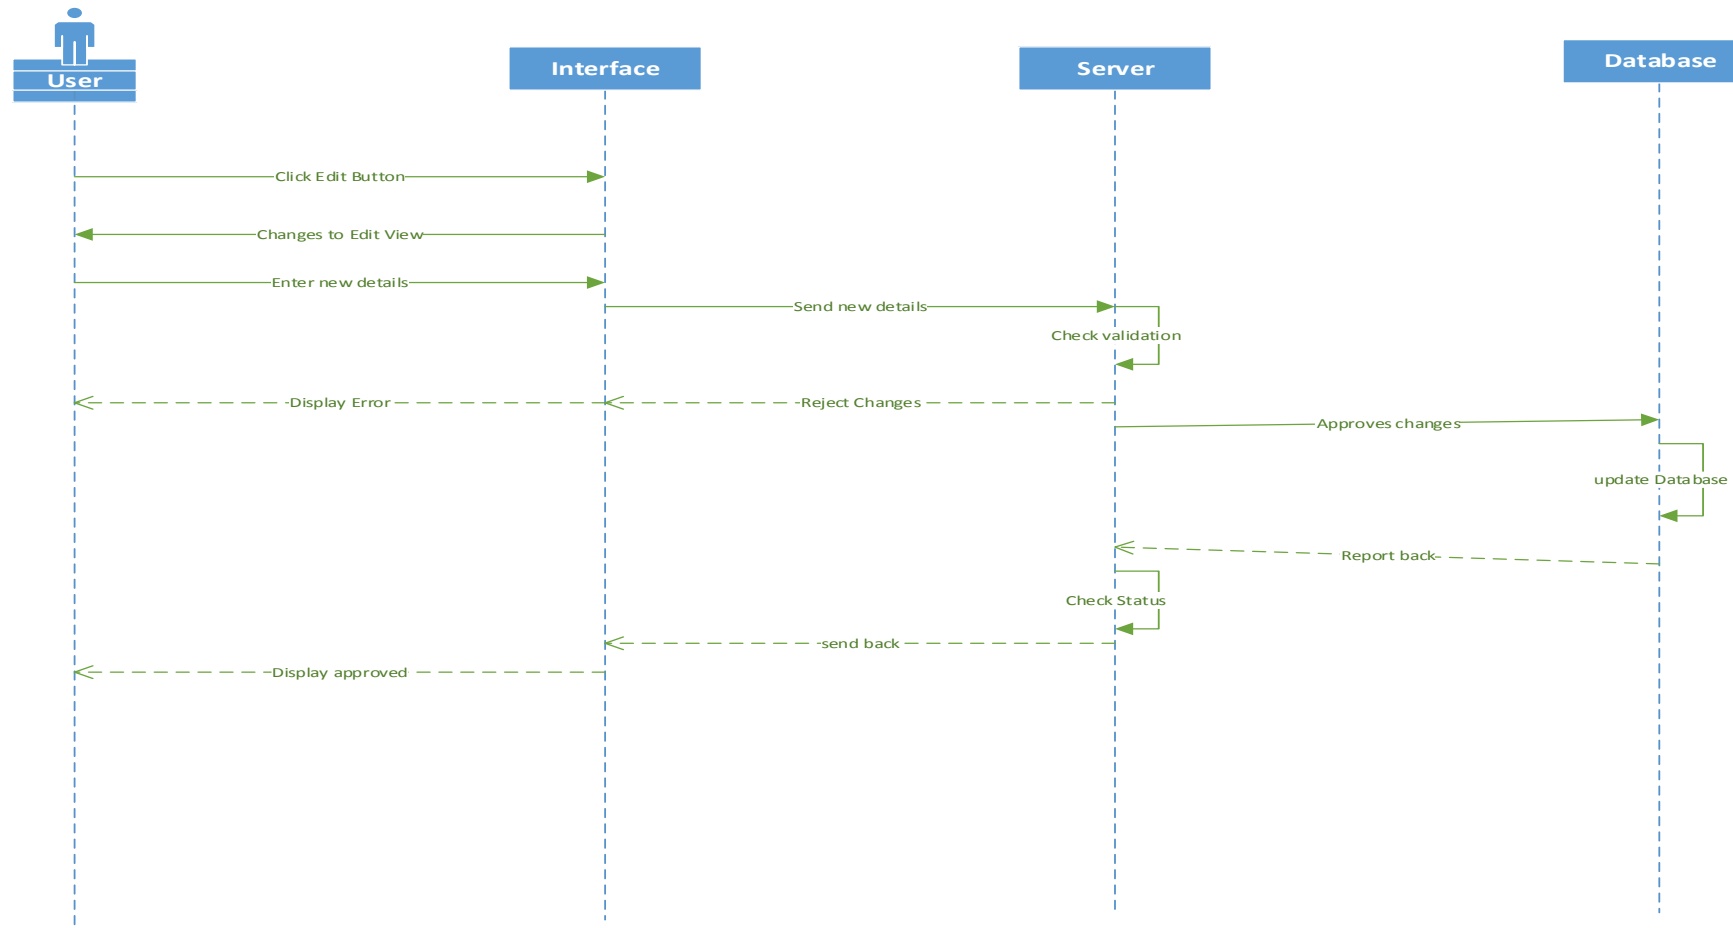 User
Interface
Server
Database
Click Edit Button
Changes to Edit View
Enter new details
Send new details
Check validation
Display Error
Reject Changes
Approves changes
update Database
Report back
Check Status
send back
Display approved